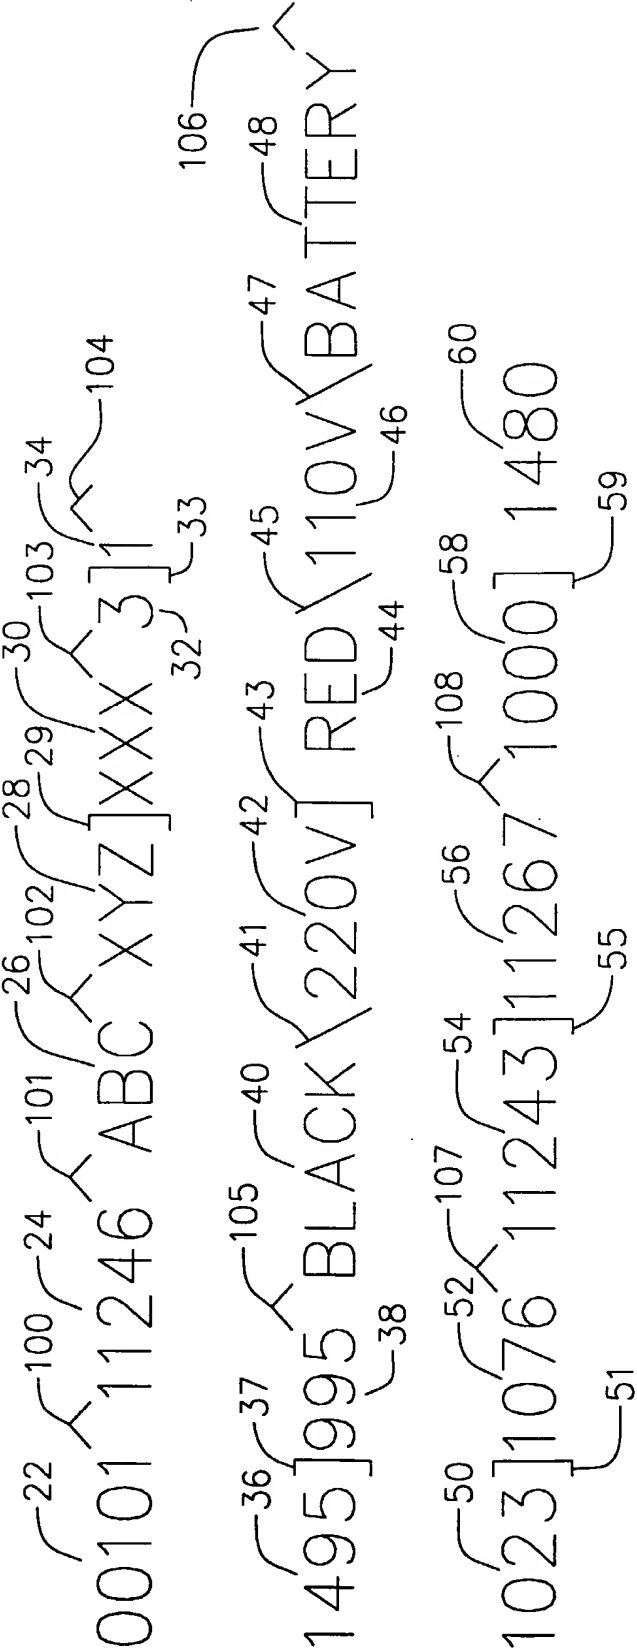 22 100 24 101 26 102 28 29 30 103 34 104
00101 11246 ABC XYZ]XXX 3]1
32 33
106
36 37 105 40 41 42 43 45 47 48
1495]995 BLACK\220V] RED\110V\BATTERY
38 44 46
50 52 107 54 56 108 58 60
1023]1076 11243]11267 1000]1480
51 55 59